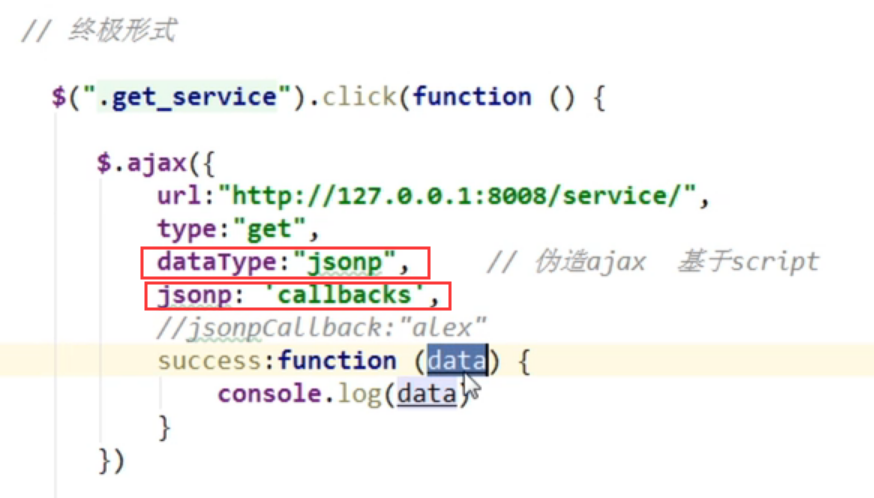 // 终极形式
$(".get_service").click(function () {
$.ajax({
url:"http://127.0.0.1:8008/service/",
type:"get",
dataType:"jsonp", // 伪造ajax 基于script
jsonp: 'callbacks',
//jsonpCallback:"alex"
success:function (data) {
console.log(data)
}
})